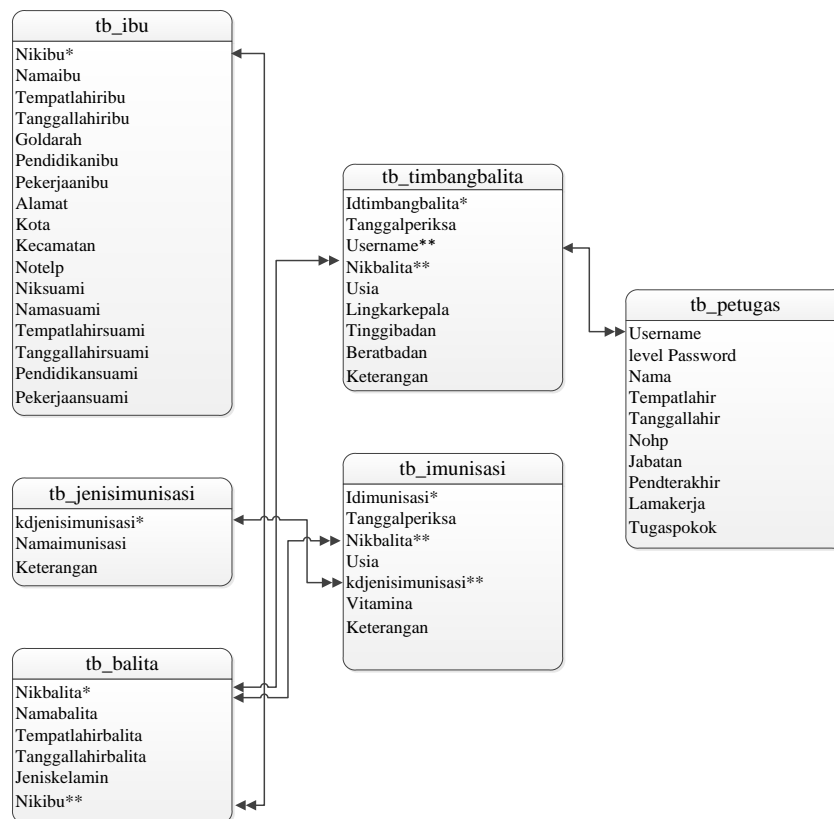 tb_ibu
Nikibu*
Namaibu
Tempatlahiribu
Tanggallahiribu
Goldarah
Pendidikanibu
Pekerjaanibu
Alamat
Kota
Kecamatan
Notelp
Niksuami
Namasuami
Tempatlahirsuami
Tanggallahirsuami
Pendidikansuami
Pekerjaansuami
tb_jenisimunisasi
kdjenisimunisasi*
Namaimunisasi
Keterangan
tb_balita
Nikbalita*
Namabalita
Tempatlahirbalita
Tanggallahirbalita
Jeniskelamin
Nikibu**
tb_timbangbalita
Idtimbangbalita*
Tanggalperiksa
Username**
Nikbalita**
Usia
Lingkarkepala
Tinggibadan
Beratbadan
Keterangan
tb_imunisasi
Idimunisasi*
Tanggalperiksa
Nikbalita**
Usia
kdjenisimunisasi**
Vitamina
Keterangan
tb_petugas
Username
level Password
Nama
Tempatlahir
Tanggallahir
Nohp
Jabatan
Pendterakhir
Lamakerja
Tugaspokok